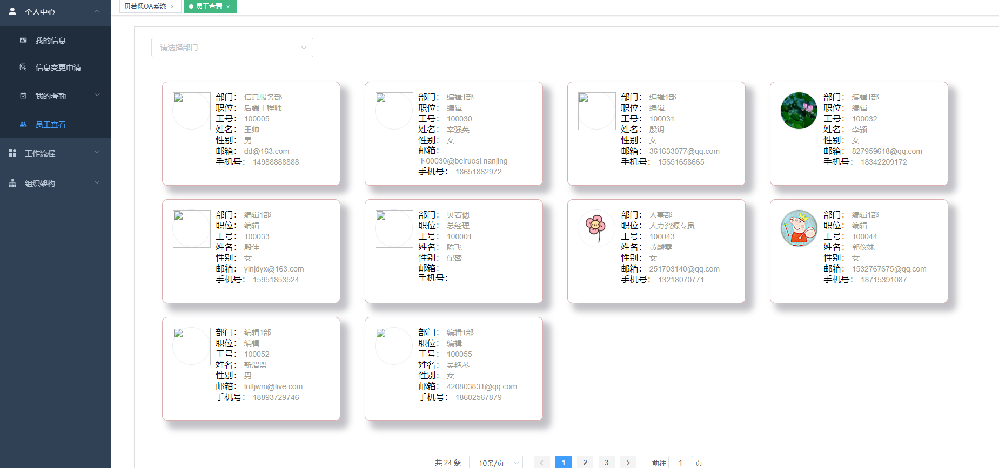 个人中心
我的信息
信息变更申请
我的考勤
员工查看
工作流程
组织架构
贝若偲OA系统 ×
员工查看 ×
请选择部门
部门： 信息服务部
职位： 后端工程师
工号： 100005
姓名： 王帅
性别： 男
邮箱： dd@163.com
手机号： 14988888888
部门： 编辑1部
职位： 编辑
工号： 100030
姓名： 辛强英
性别： 女
邮箱：
下00030@beiruosi.nanjing
手机号： 18651862972
部门： 编辑1部
职位： 编辑
工号： 100031
姓名： 殷钥
性别： 女
邮箱： 361633077@qq.com
手机号： 15651658665
部门： 编辑1部
职位： 编辑
工号： 100032
姓名： 李颖
性别： 女
邮箱： 827959618@qq.com
手机号： 18342209172
部门： 编辑1部
职位： 编辑
工号： 100033
姓名： 殷佳
性别： 女
邮箱： yinjdyx@163.com
手机号： 15951853524
部门： 贝若偲
职位： 总经理
工号： 100001
姓名： 陈飞
性别： 保密
邮箱：
手机号：
部门： 人事部
职位： 人力资源专员
工号： 100043
姓名： 黄麟雯
性别： 女
邮箱： 251703140@qq.com
手机号： 13218070771
部门： 编辑1部
职位： 编辑
工号： 100044
姓名： 郭仪妹
性别： 女
邮箱： 1532767675@qq.com
手机号： 18715391087
部门： 编辑1部
职位： 编辑
工号： 100052
姓名： 靳渭盟
性别： 男
邮箱： lntljwm@live.com
手机号： 18893729746
部门： 编辑1部
职位： 编辑
工号： 100055
姓名： 吴艳琴
性别： 女
邮箱： 420803831@qq.com
手机号： 18602567879
共 24 条 10条/页 1 2 3 前往 1 页